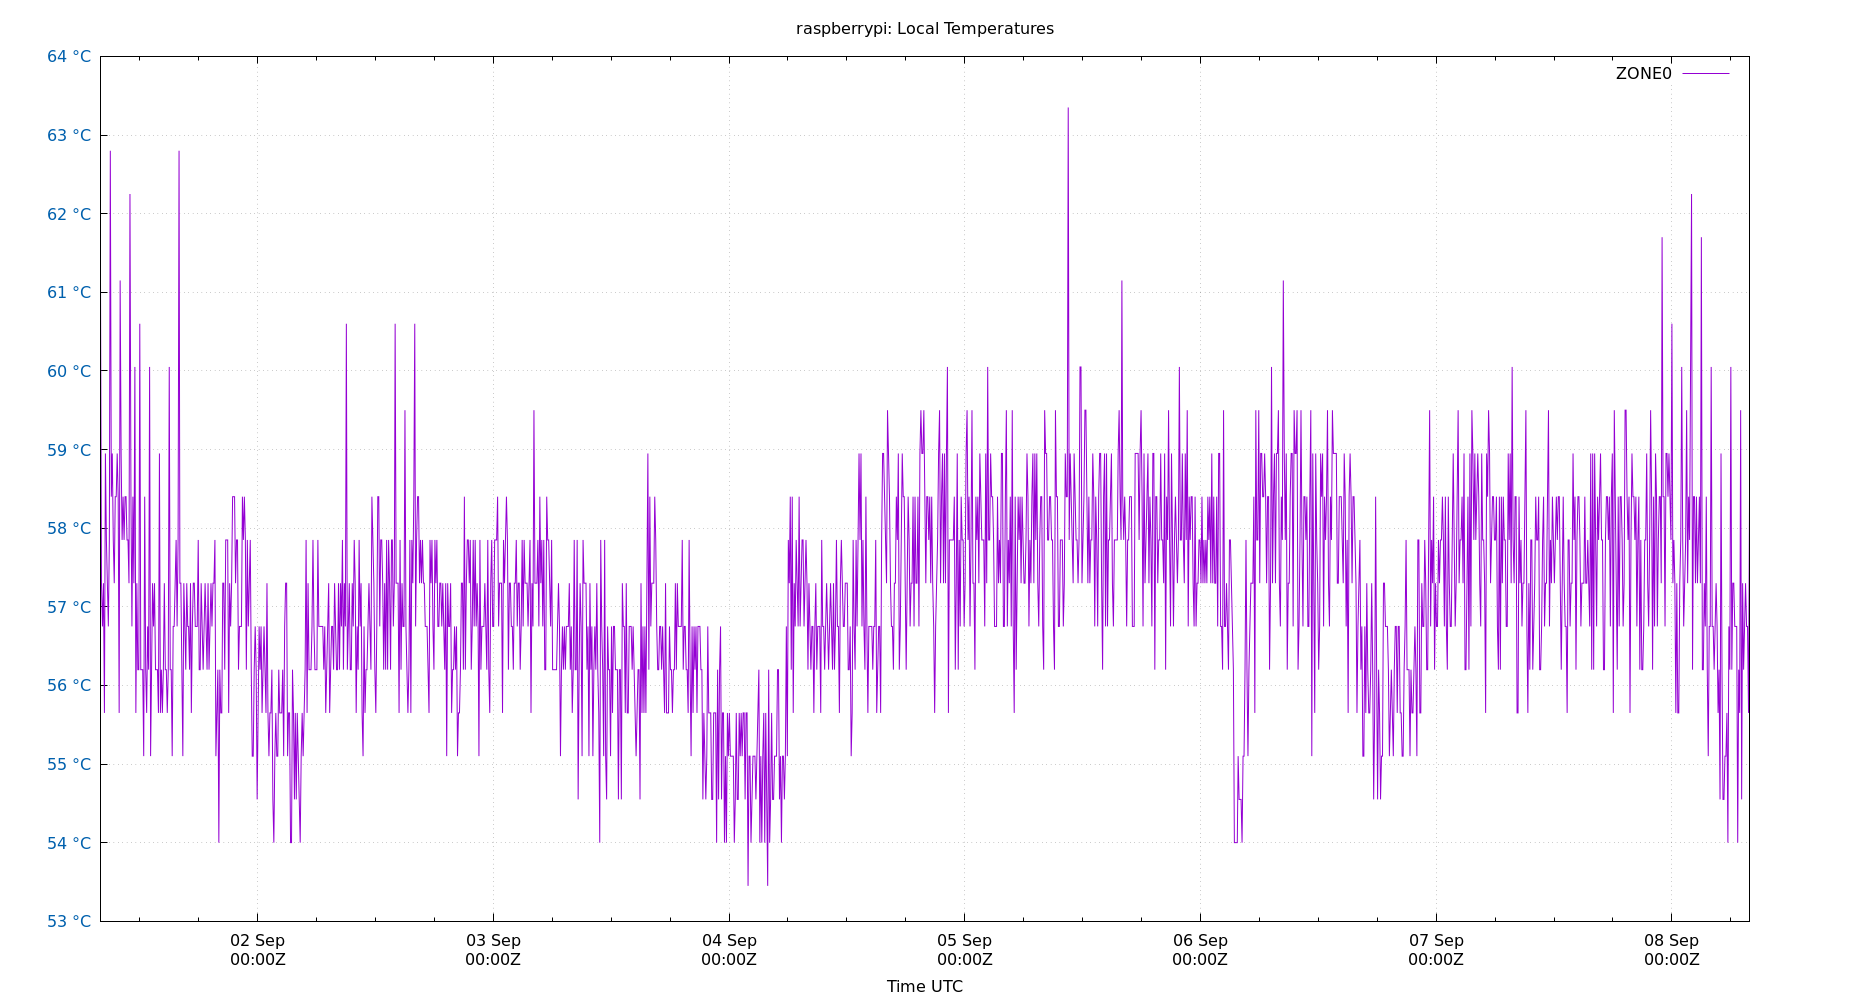 raspberrypi: Local Temperatures
64 °C
ZONE0
63 °C
62 °C
61 °C
60 °C
59 °C
58 °C
57 °C
56 °C
55 °C
54 °C
53 °C
02 Sep 03 Sep 04 Sep 05 Sep 06 Sep 07 Sep 08 Sep
00:00Z 00:00Z 00:00Z 00:00Z 00:00Z 00:00Z 00:00Z
Time UTC